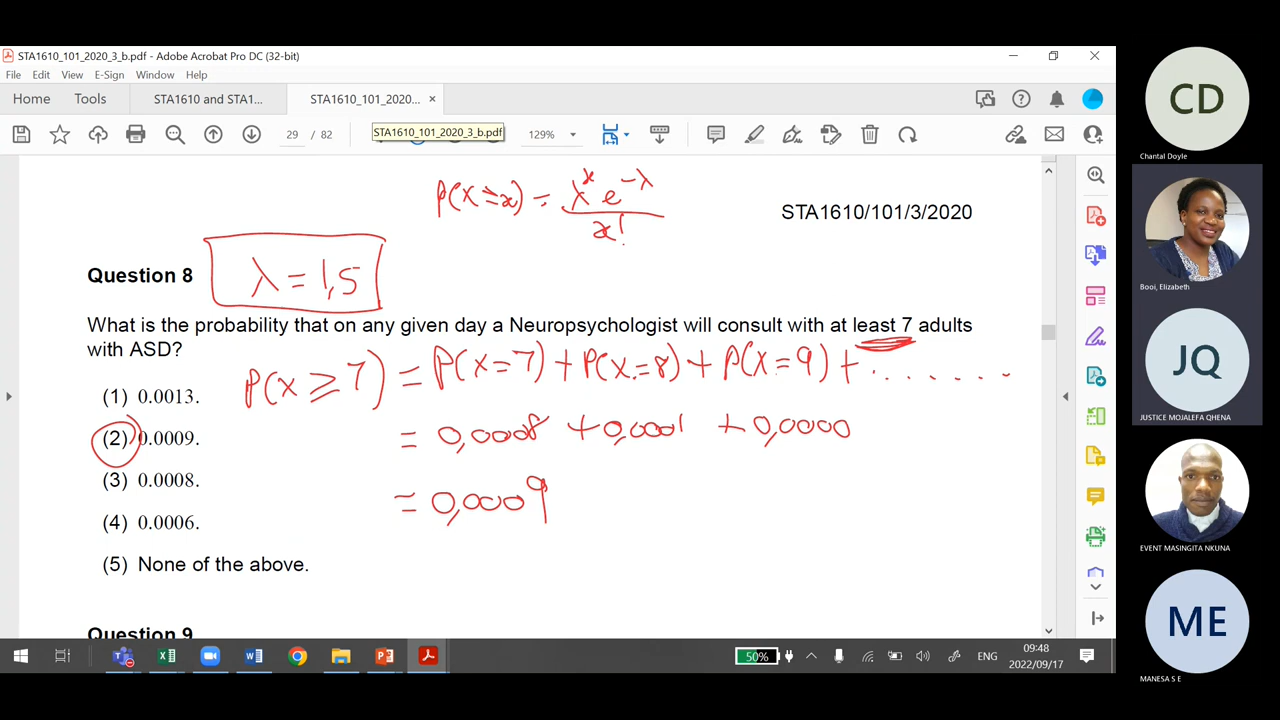 STA1610_101_2020_3_b.pdf - Adobe Acrobat Pro DC (32-bit)
File Edit View E-Sign Window Help
Home Tools STA1610 and STA1... STA1610_101_2020... ×
29 / 82 STA1610_101_2020_3_b.pdf 129%
P(X=x) = λ^x e^-λ / x!
STA1610/101/3/2020
Question 8 λ = 1,5
What is the probability that on any given day a Neuropsychologist will consult with at least 7 adults
with ASD?
P(X ≥ 7) = P(X=7) + P(X=8) + P(X=9) + .......
(1) 0.0013.
(2) 0.0009.
= 0,0008 + 0,0001 + 0,0000
(3) 0.0008.
= 0,0009
(4) 0.0006.
(5) None of the above.
Question 9
50% ENG 09:48
2022/09/17
CD
Chantal Doyle
Booi, Elizabeth
JQ
JUSTICE MOJALEFA QHENA
EVENT MASINGITA NKUNA
ME
MANESA S E